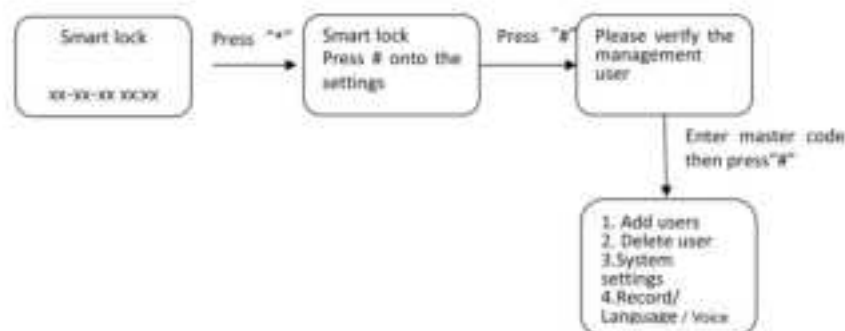 Smart lock
xx-xx-xx xx:xx
Press "*"
Smart lock
Press # onto the
settings
Press "#"
Please verify the
management
user
Enter master code
then press"#"
1. Add users
2. Delete user
3.System
settings
4.Record/
Language / Voice